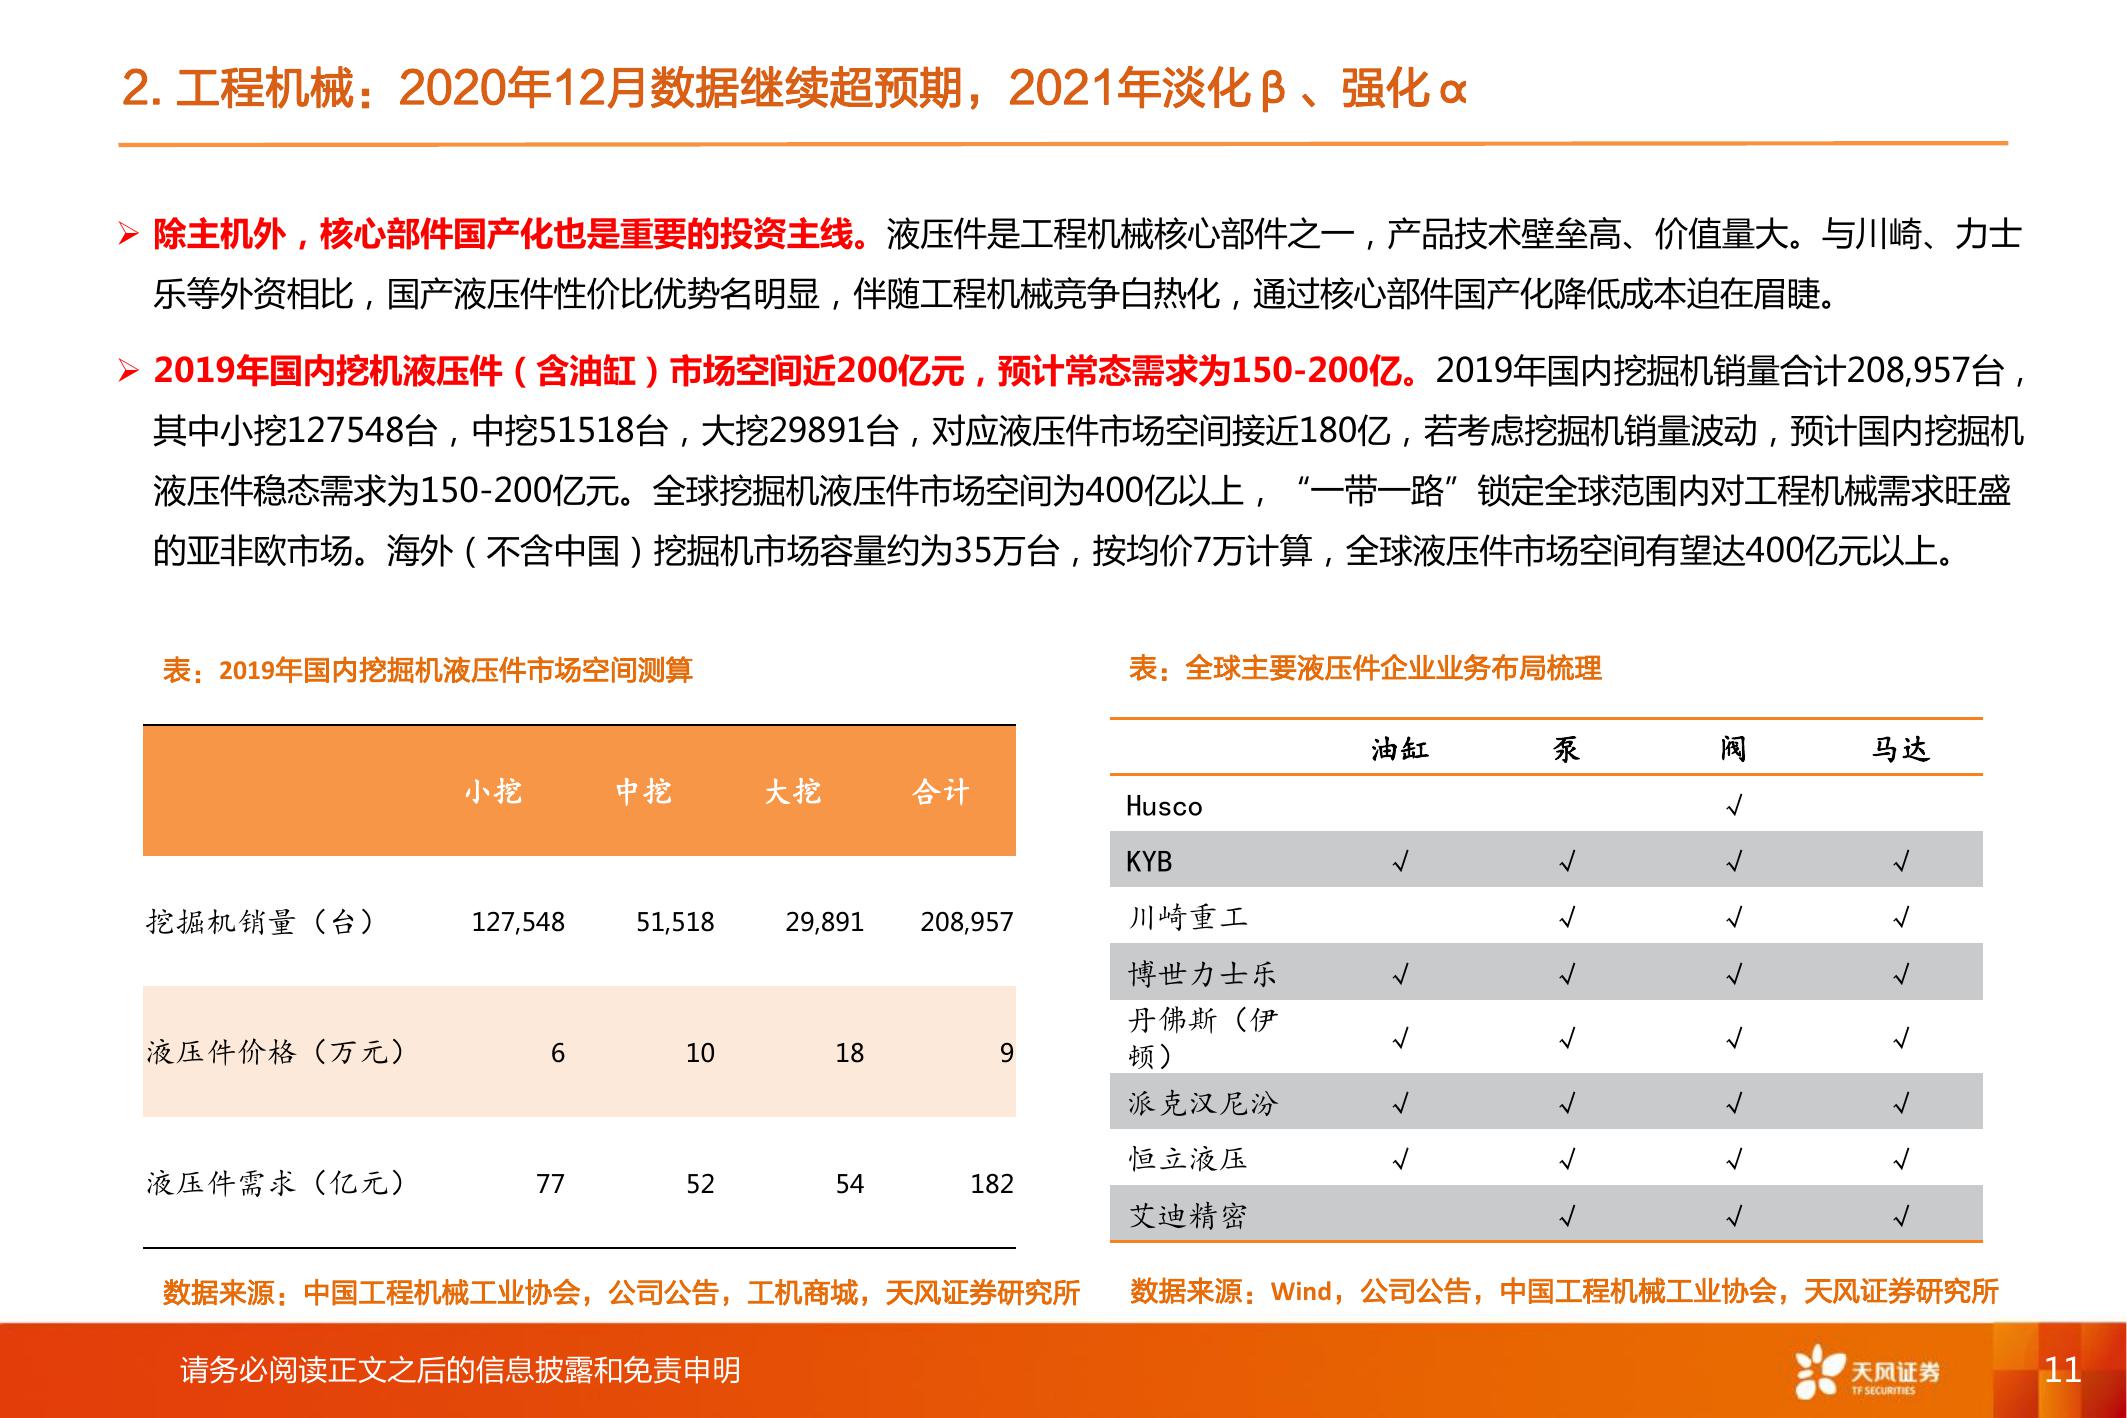 2. 工程机械：2020年12月数据继续超预期，2021年淡化β、强化α
➢ 除主机外，核心部件国产化也是重要的投资主线。液压件是工程机械核心部件之一，产品技术壁垒高、价值量大。与川崎、力士
乐等外资相比，国产液压件性价比优势名明显，伴随工程机械竞争白热化，通过核心部件国产化降低成本迫在眉睫。
➢ 2019年国内挖机液压件（含油缸）市场空间近200亿元，预计常态需求为150-200亿。2019年国内挖掘机销量合计208,957台，
其中小挖127548台，中挖51518台，大挖29891台，对应液压件市场空间接近180亿，若考虑挖掘机销量波动，预计国内挖掘机
液压件稳态需求为150-200亿元。全球挖掘机液压件市场空间为400亿以上，“一带一路”锁定全球范围内对工程机械需求旺盛
的亚非欧市场。海外（不含中国）挖掘机市场容量约为35万台，按均价7万计算，全球液压件市场空间有望达400亿元以上。
表：2019年国内挖掘机液压件市场空间测算
小挖 中挖 大挖 合计
挖掘机销量（台） 127,548 51,518 29,891 208,957
液压件价格（万元） 6 10 18 9
液压件需求（亿元） 77 52 54 182
数据来源：中国工程机械工业协会，公司公告，工机商城，天风证券研究所
表：全球主要液压件企业业务布局梳理
油缸 泵 阀 马达
Husco √
KYB √ √ √ √
川崎重工 √ √ √
博世力士乐 √ √ √ √
丹佛斯（伊
顿） √ √ √ √
派克汉尼汾 √ √ √ √
恒立液压 √ √ √ √
艾迪精密 √ √ √
数据来源：Wind，公司公告，中国工程机械工业协会，天风证券研究所
请务必阅读正文之后的信息披露和免责申明
天风证券
TF SECURITIES
11